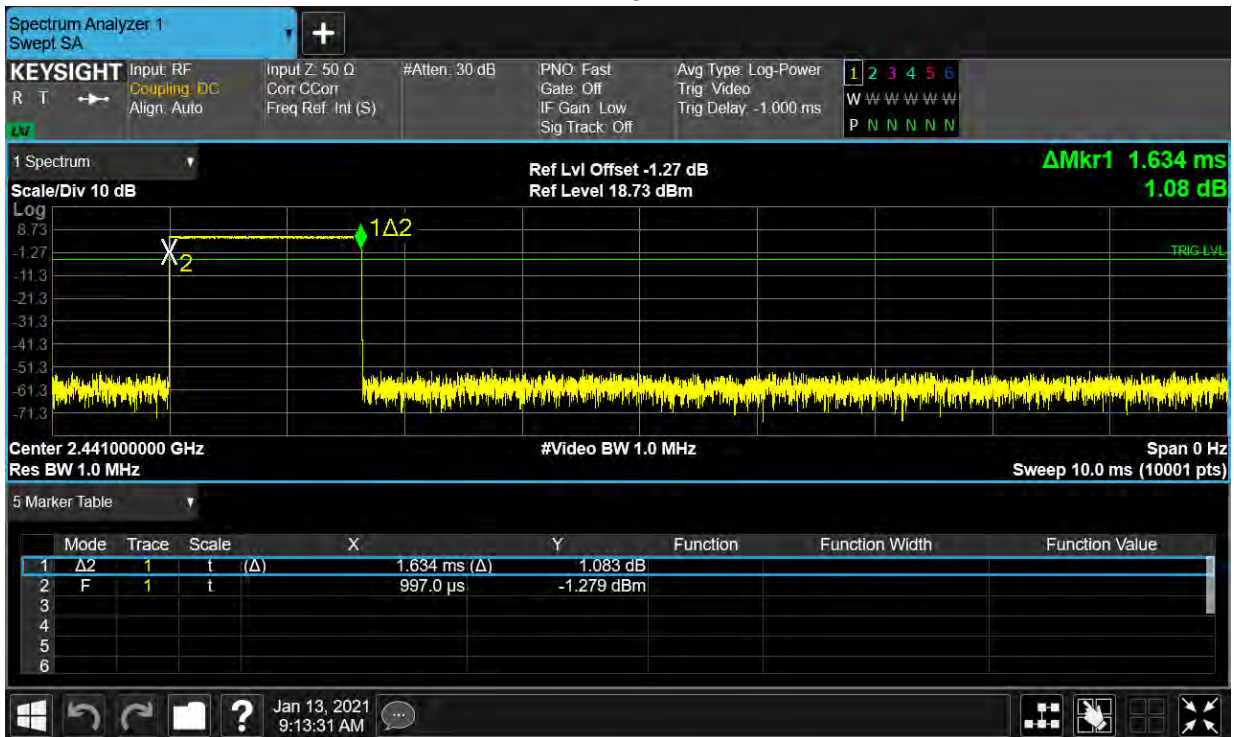 Spectrum Analyzer 1
Swept SA
KEYSIGHT Input: RF Input Z: 50 Ω #Atten: 30 dB PNO: Fast Avg Type: Log-Power 1 2 3 4 5 6
R T Coupling: DC Corr CCorr Gate: Off Trig: Video W W W W W W
Align: Auto Freq Ref: Int (S) IF Gain: Low Trig Delay: -1.000 ms P N N N N N
Sig Track: Off
1 Spectrum Ref Lvl Offset -1.27 dB ΔMkr1 1.634 ms
Scale/Div 10 dB Ref Level 18.73 dBm 1.08 dB
Log
8.73 1Δ2
-1.27 2 TRIG LVL
-11.3
-21.3
-31.3
-41.3
-51.3
-61.3
-71.3
Center 2.441000000 GHz #Video BW 1.0 MHz Span 0 Hz
Res BW 1.0 MHz Sweep 10.0 ms (10001 pts)
5 Marker Table
Mode Trace Scale X Y Function Function Width Function Value
1 Δ2 1 t (Δ) 1.634 ms (Δ) 1.083 dB
2 F 1 t 997.0 µs -1.279 dBm
3
4
5
6
? Jan 13, 2021
9:13:31 AM